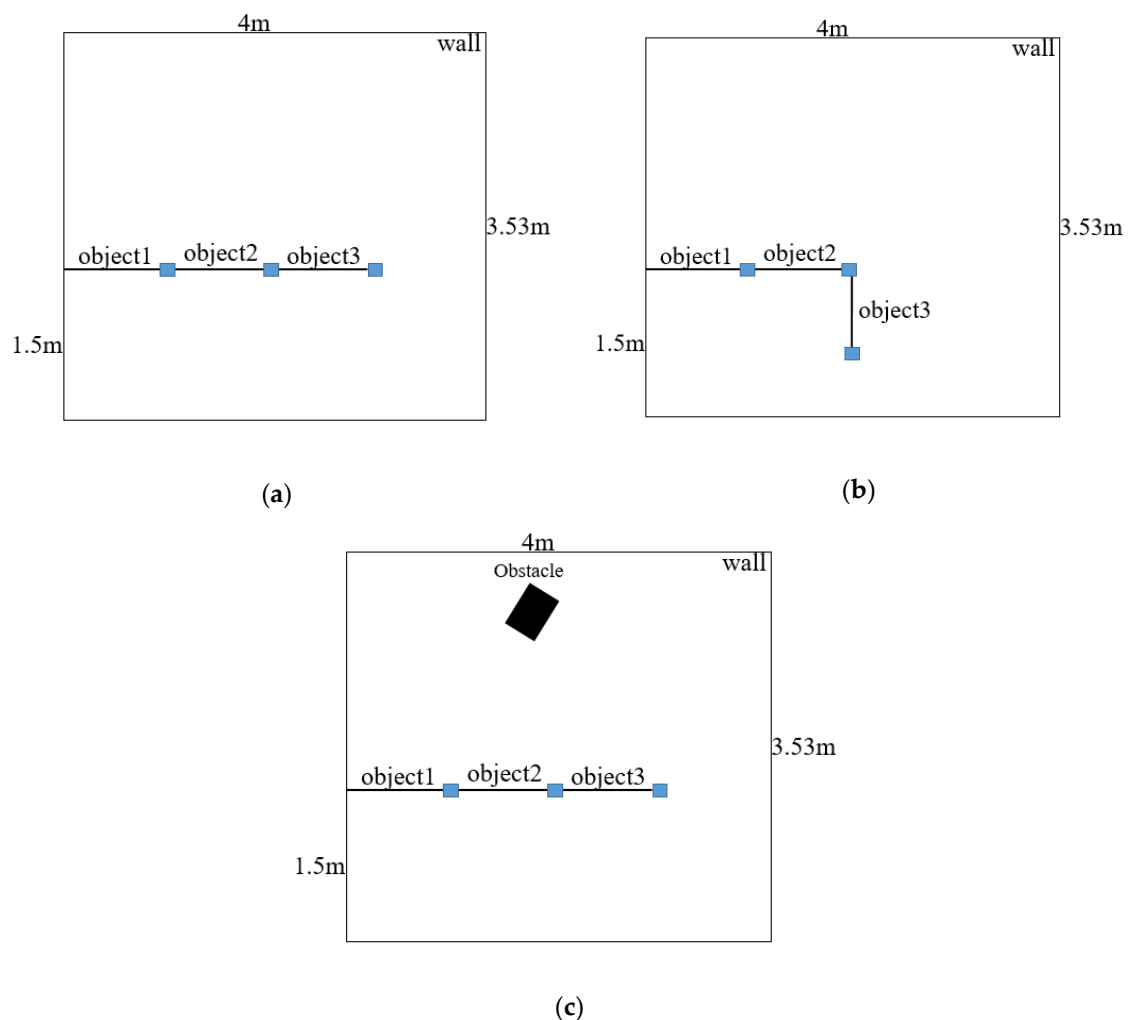 4m
wall
object1
object2
object3
3.53m
1.5m
(a)
4m
wall
object1
object2
object3
3.53m
1.5m
(b)
4m
wall
Obstacle
object1
object2
object3
3.53m
1.5m
(c)